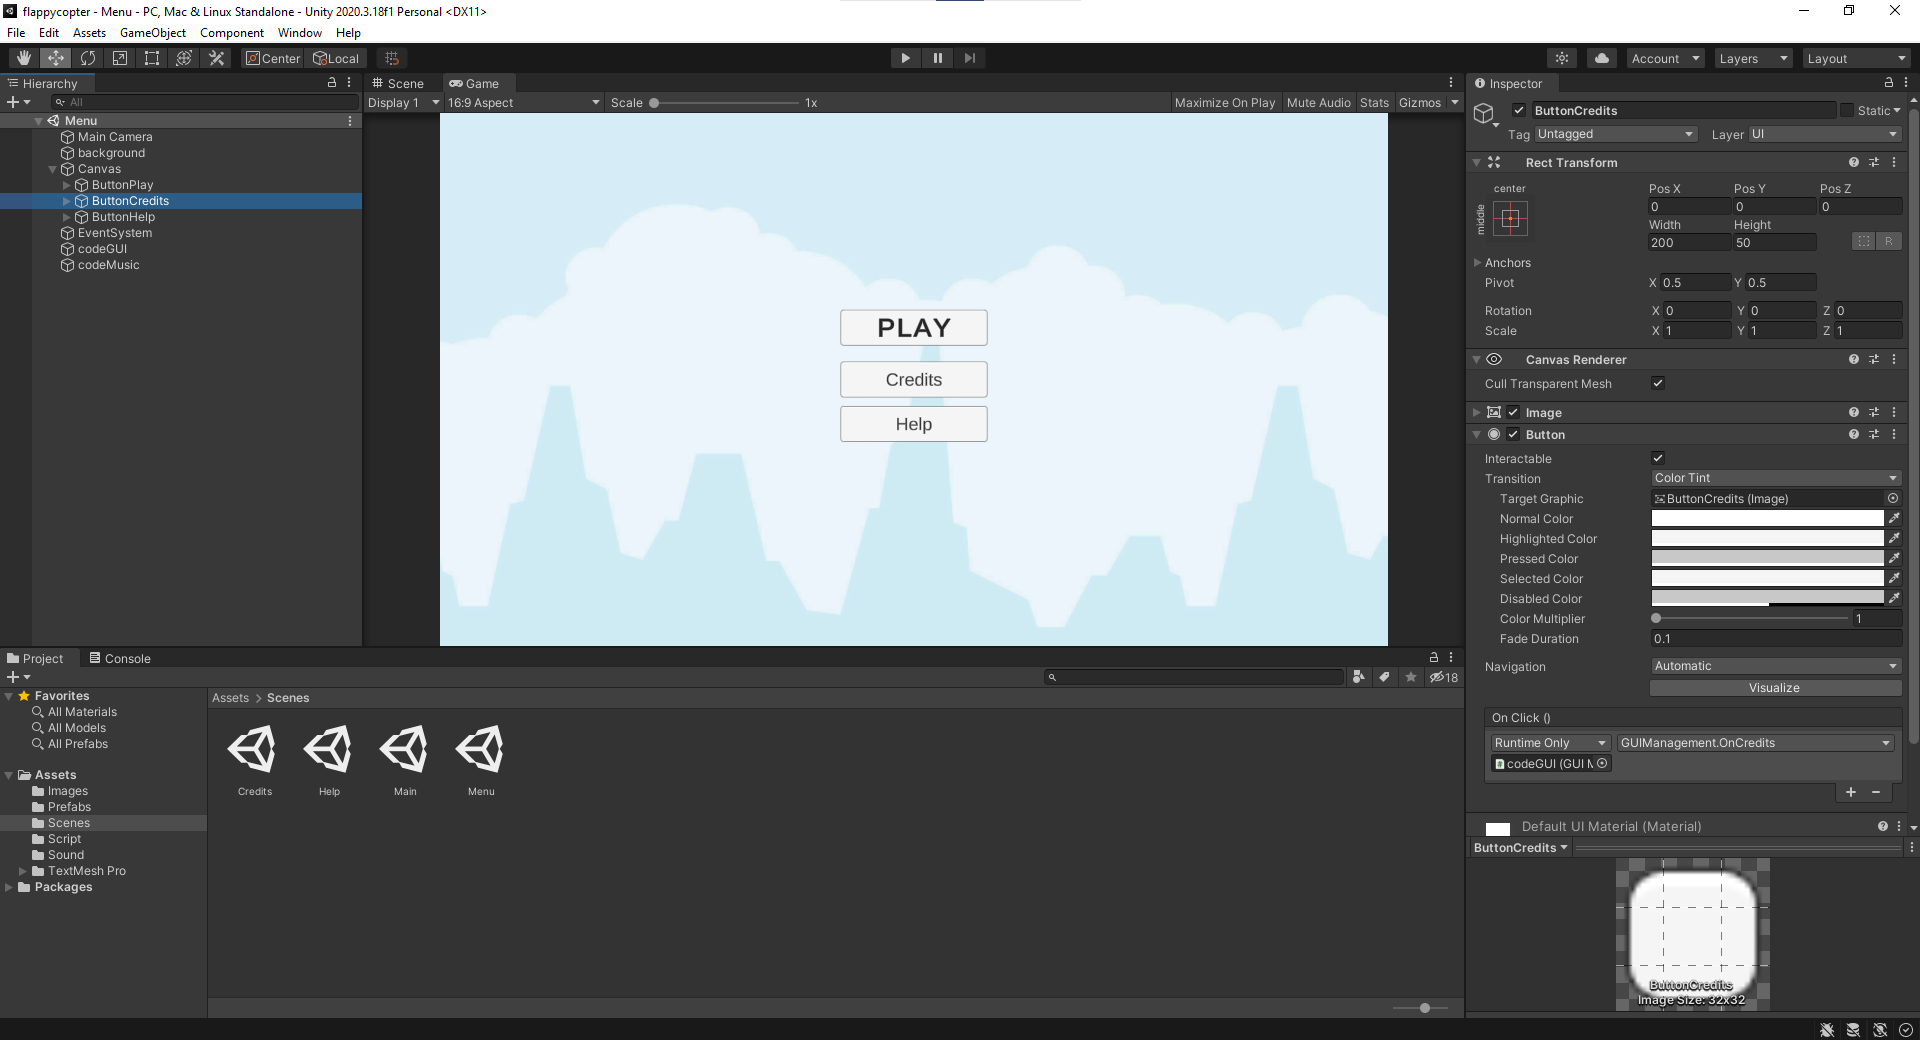 flappycopter - Menu - PC, Mac & Linux Standalone - Unity 2020.3.18f1 Personal <DX11>
File Edit Assets GameObject Component Window Help
Center Local Account Layers Layout
Hierarchy
All
Menu
Main Camera
background
Canvas
ButtonPlay
ButtonCredits
ButtonHelp
EventSystem
codeGUI
codeMusic
Scene Game
Display 1 16:9 Aspect Scale 1x Maximize On Play Mute Audio Stats Gizmos
PLAY
Credits
Help
Inspector
ButtonCredits Static
Tag Untagged Layer UI
Rect Transform
center
middle
Pos X Pos Y Pos Z
0 0 0
Width Height
200 50 R
Anchors
Pivot X 0.5 Y 0.5
Rotation X 0 Y 0 Z 0
Scale X 1 Y 1 Z 1
Canvas Renderer
Cull Transparent Mesh
Image
Button
Interactable
Transition Color Tint
Target Graphic ButtonCredits (Image)
Normal Color
Highlighted Color
Pressed Color
Selected Color
Disabled Color
Color Multiplier 1
Fade Duration 0.1
Navigation Automatic
Visualize
On Click ()
Runtime Only GUIManagement.OnCredits
codeGUI (GUI M
Default UI Material (Material)
ButtonCredits
ButtonCredits
Image Size: 32x32
Project Console
18
Favorites
All Materials
All Models
All Prefabs
Assets
Images
Prefabs
Scenes
Script
Sound
TextMesh Pro
Packages
Assets > Scenes
Credits Help Main Menu